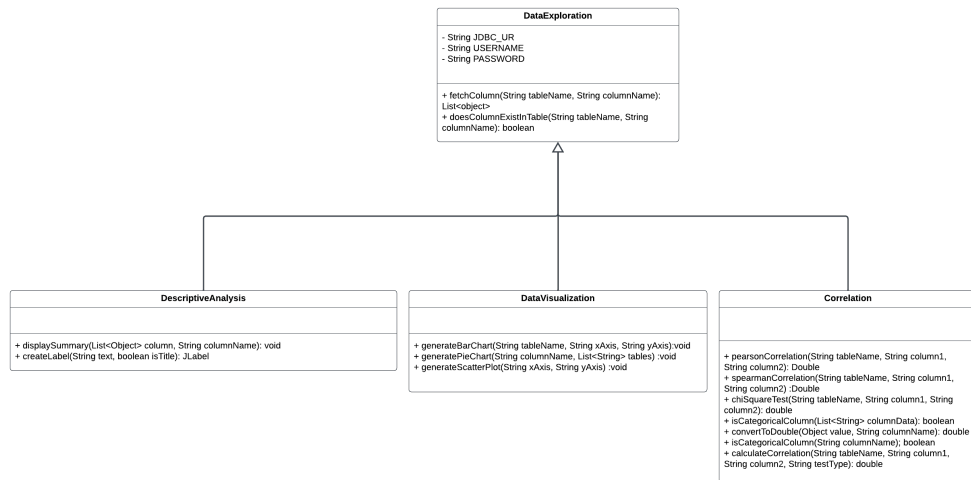 DataExploration
- String JDBC_UR
- String USERNAME
- String PASSWORD
+ fetchColumn(String tableName, String columnName):
List<object>
+ doesColumnExistInTable(String tableName, String
columnName): boolean
DescriptiveAnalysis
+ displaySummary(List<Object> column, String columnName): void
+ createLabel(String text, boolean isTitle): JLabel
DataVisualization
+ generateBarChart(String tableName, String xAxis, String yAxis):void
+ generatePieChart(String columnName, List<String> tables) :void
+ generateScatterPlot(String xAxis, String yAxis) :void
Correlation
+ pearsonCorrelation(String tableName, String column1,
String column2): Double
+ spearmanCorrelation(String tableName, String column1,
String column2) :Double
+ chiSquareTest(String tableName, String column1, String
column2): double
+ isCategoricalColumn(List<String> columnData): boolean
+ convertToDouble(Object value, String columnName): double
+ isCategoricalColumn(String columnName); boolean
+ calculateCorrelation(String tableName, String column1,
String column2, String testType): double